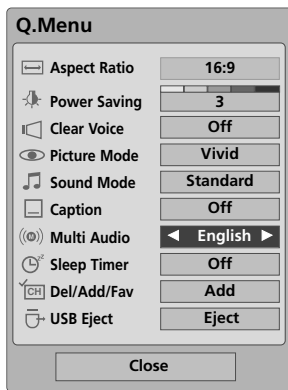 Q.Menu
Aspect Ratio 16:9
Power Saving 3
Clear Voice Off
Picture Mode Vivid
Sound Mode Standard
Caption Off
Multi Audio ◀ English ▶
Sleep Timer Off
CH Del/Add/Fav Add
USB Eject Eject
Close